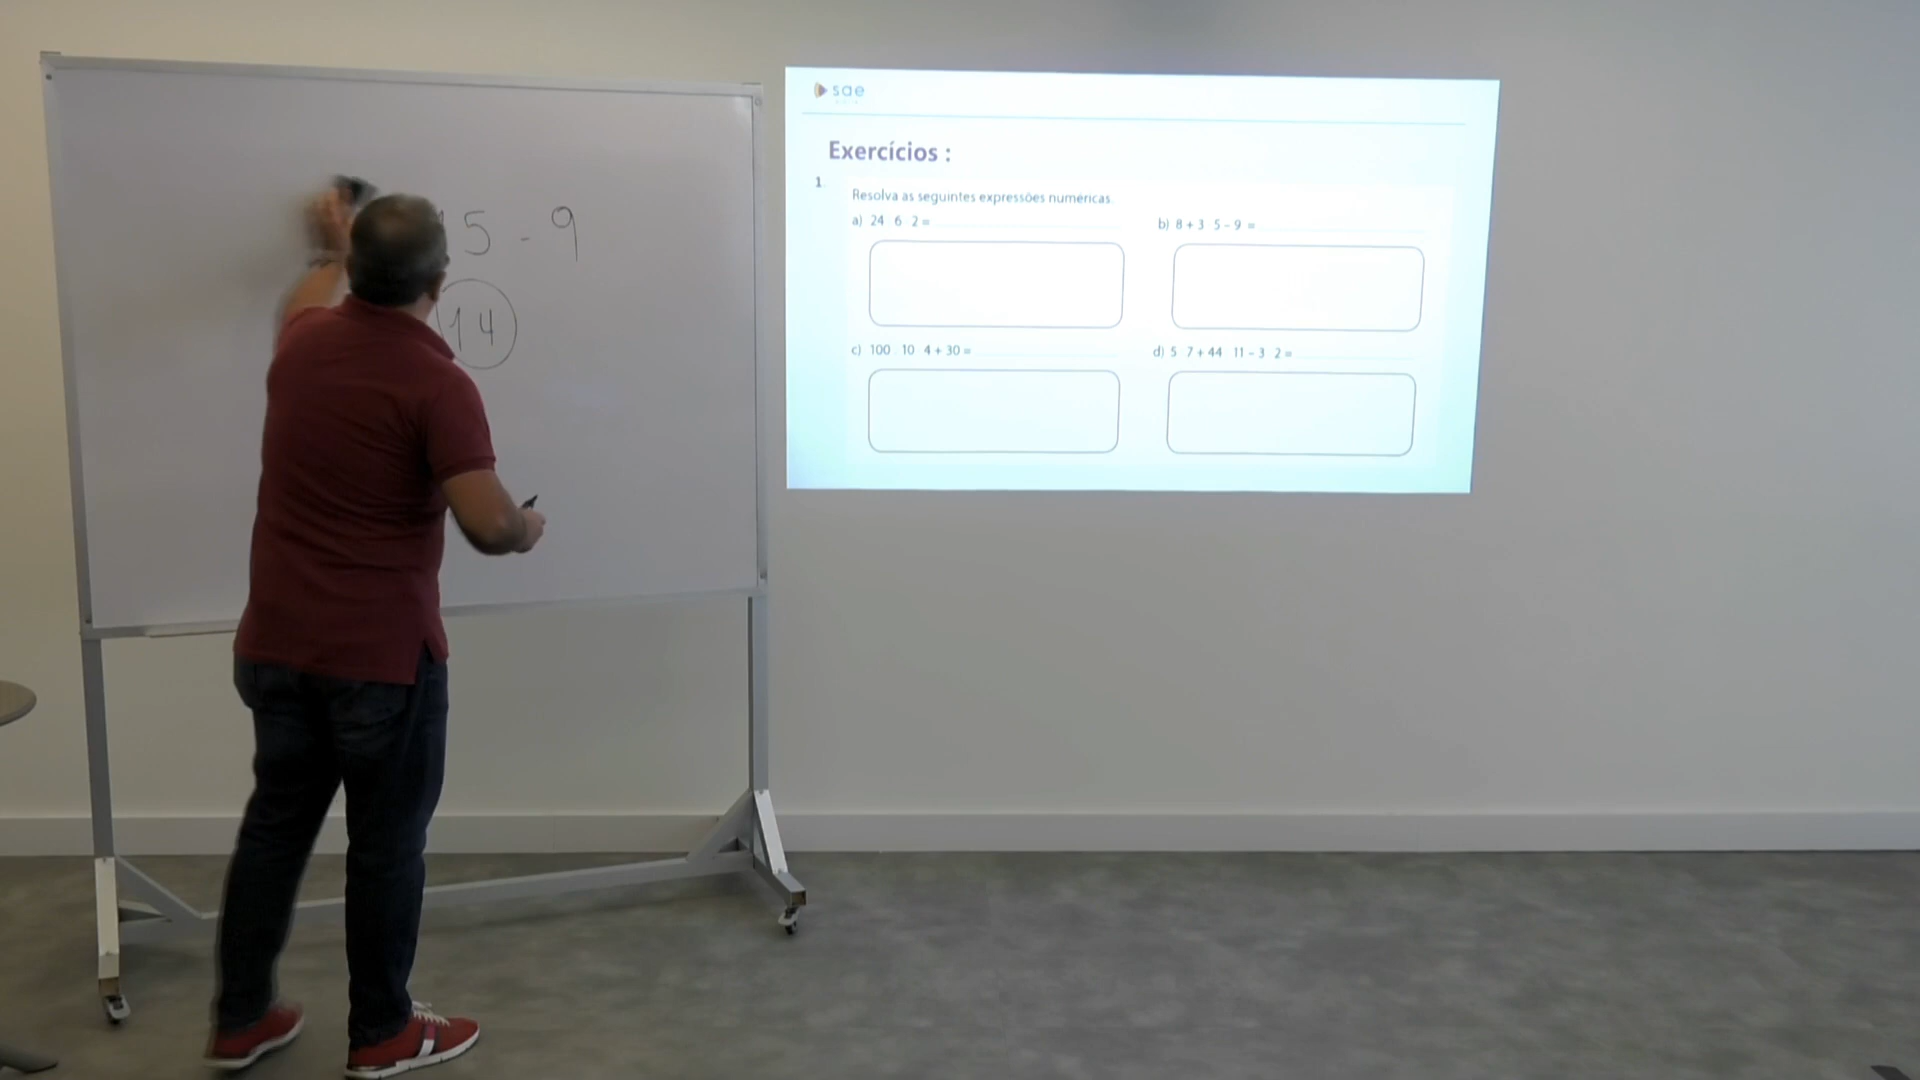 15 - 9
14
sae
Exercícios :
1
Resolva as seguintes expressões numéricas.
a) 24 6 2 =
b) 8 + 3 5 - 9 =
c) 100 10 4 + 30 =
d) 5 7 + 44 11 - 3 2 =